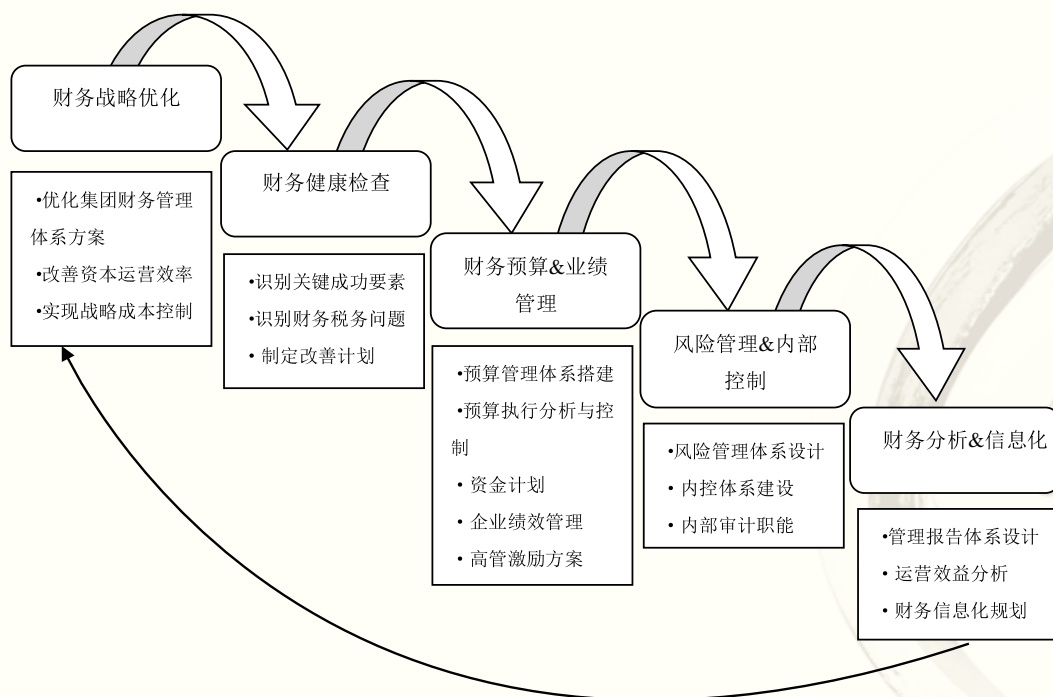 财务战略优化
•优化集团财务管理
体系方案
•改善资本运营效率
•实现战略成本控制
财务健康检查
•识别关键成功要素
•识别财务税务问题
• 制定改善计划
财务预算&业绩
管理
•预算管理体系搭建
•预算执行分析与控
制
• 资金计划
• 企业绩效管理
• 高管激励方案
风险管理&内部
控制
•风险管理体系设计
• 内控体系建设
• 内部审计职能
财务分析&信息化
•管理报告体系设计
• 运营效益分析
• 财务信息化规划